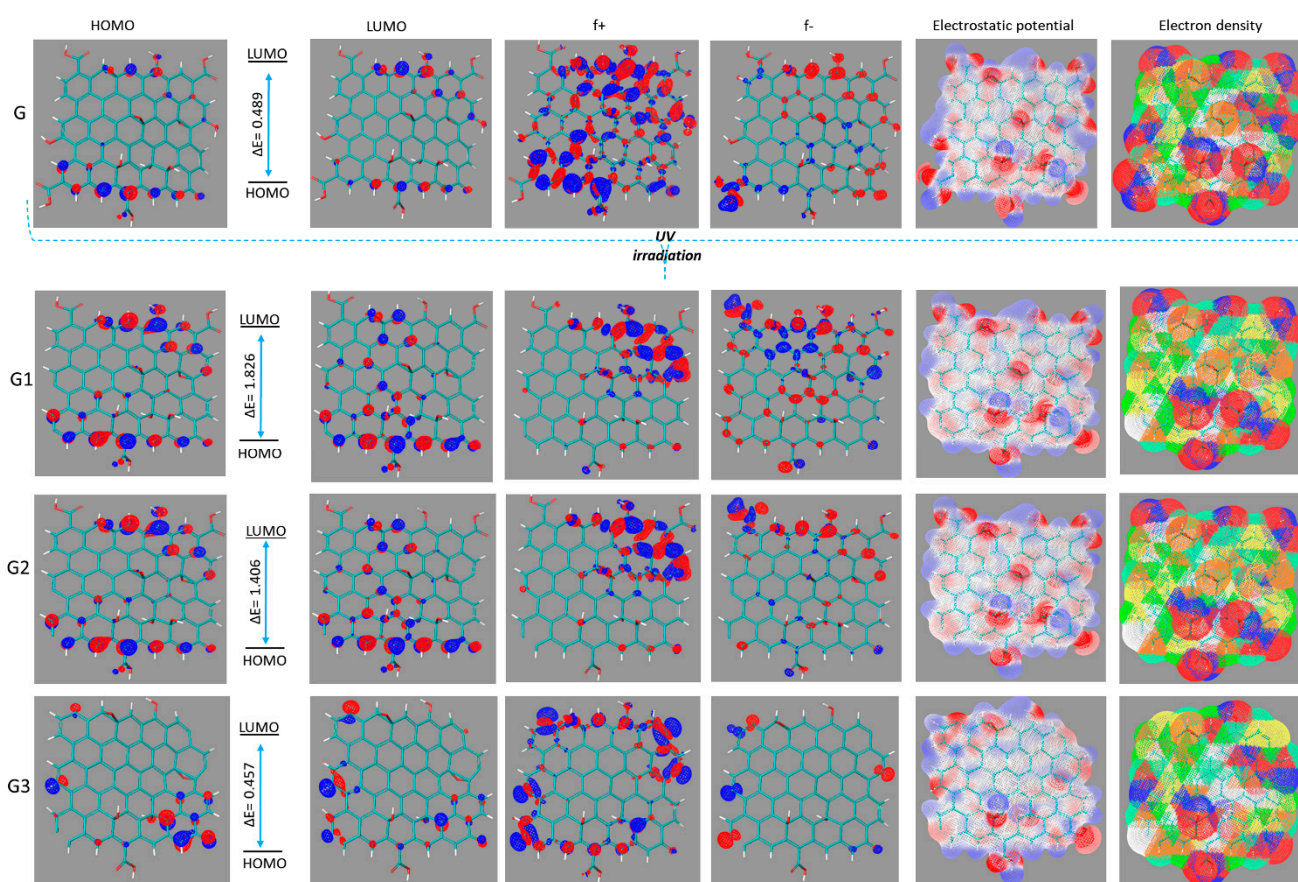 HOMO
LUMO
f+
f-
Electrostatic potential
Electron density
G
LUMO
ΔE= 0.489
HOMO
UV
irradiation
G1
LUMO
ΔE= 1.826
HOMO
G2
LUMO
ΔE= 1.406
HOMO
G3
LUMO
ΔE= 0.457
HOMO